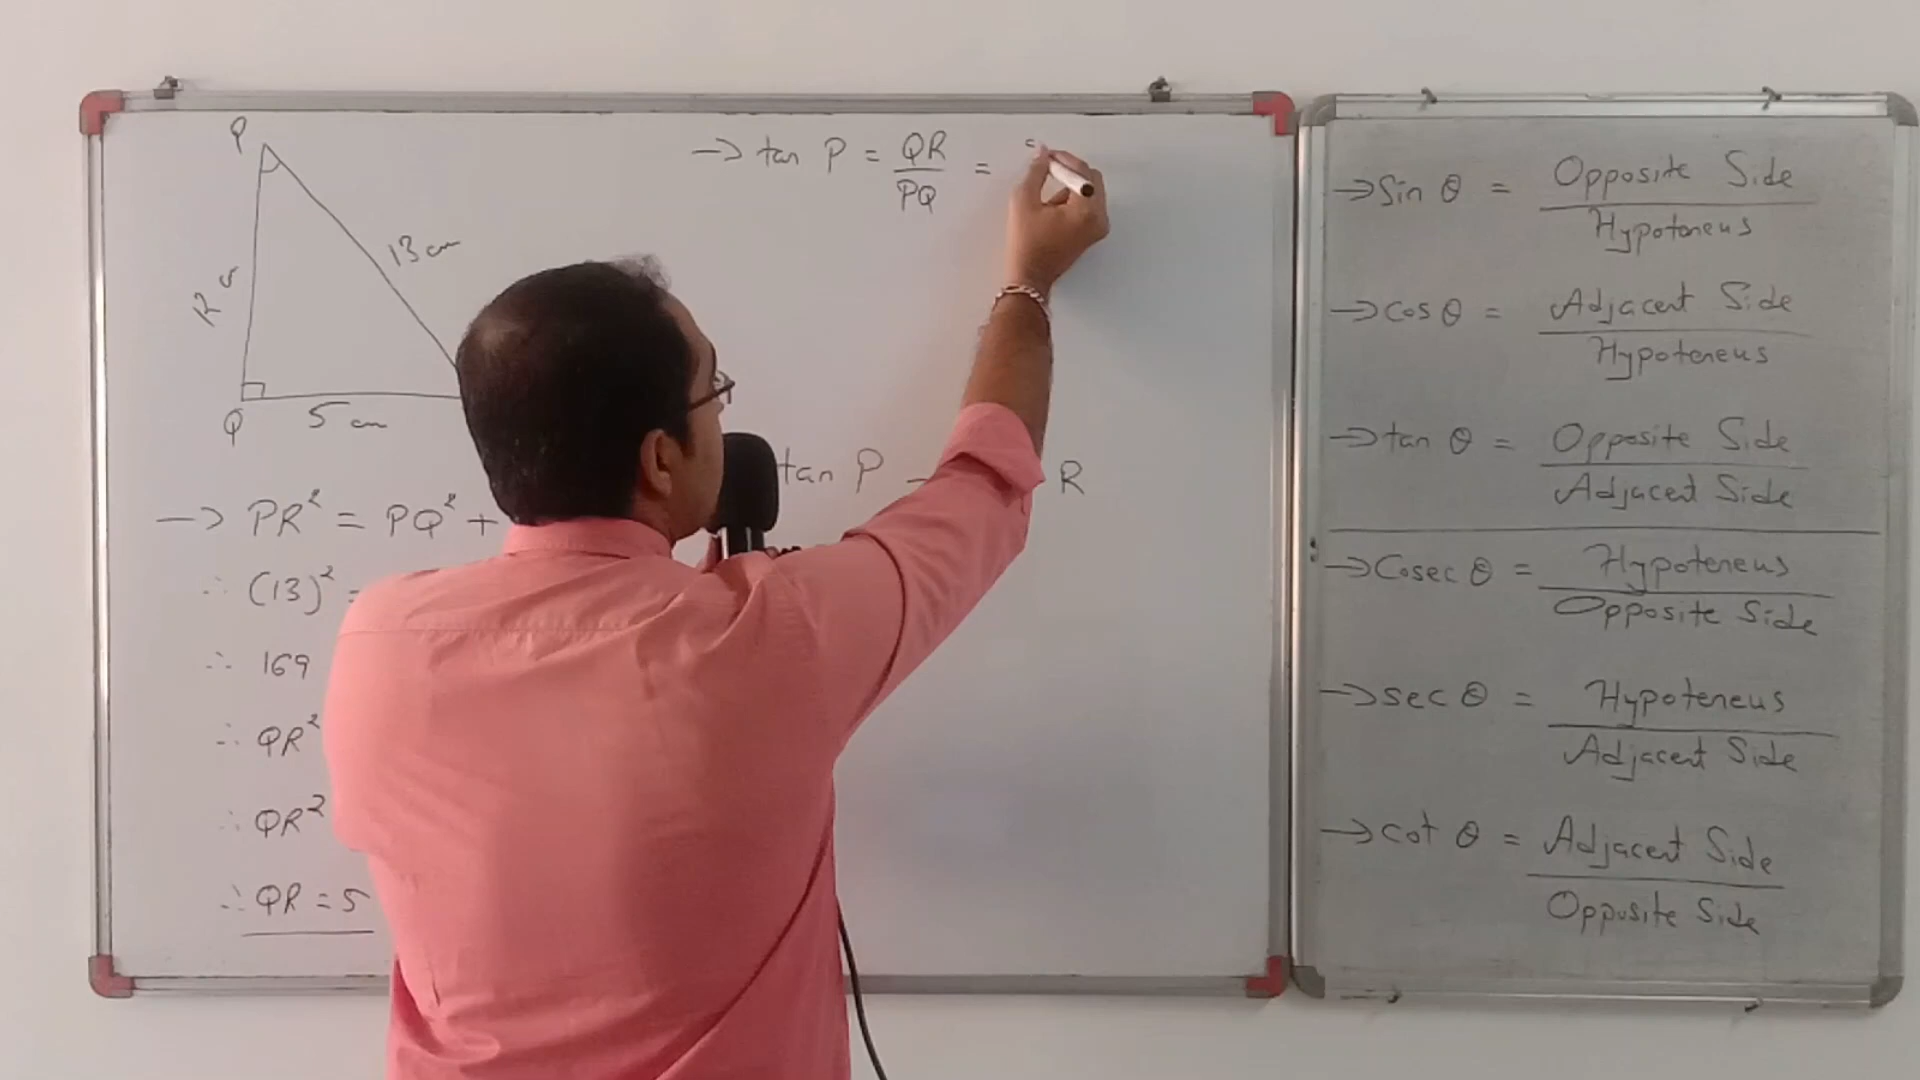 P
13 cm
Q
5 cm
→ PR² = PQ² +
∴ (13)² =
∴ 169
∴ QR²
∴ QR²
∴ QR = 5
→ tan P = QR =
PQ
tan P - R
→ Sin θ = Opposite Side
Hypoteneus
→ Cos θ = Adjacent Side
Hypoteneus
→ tan θ = Opposite Side
Adjacent Side
→ Cosec θ = Hypoteneus
Opposite Side
→ sec θ = Hypoteneus
Adjacent Side
→ cot θ = Adjacent Side
Opposite Side